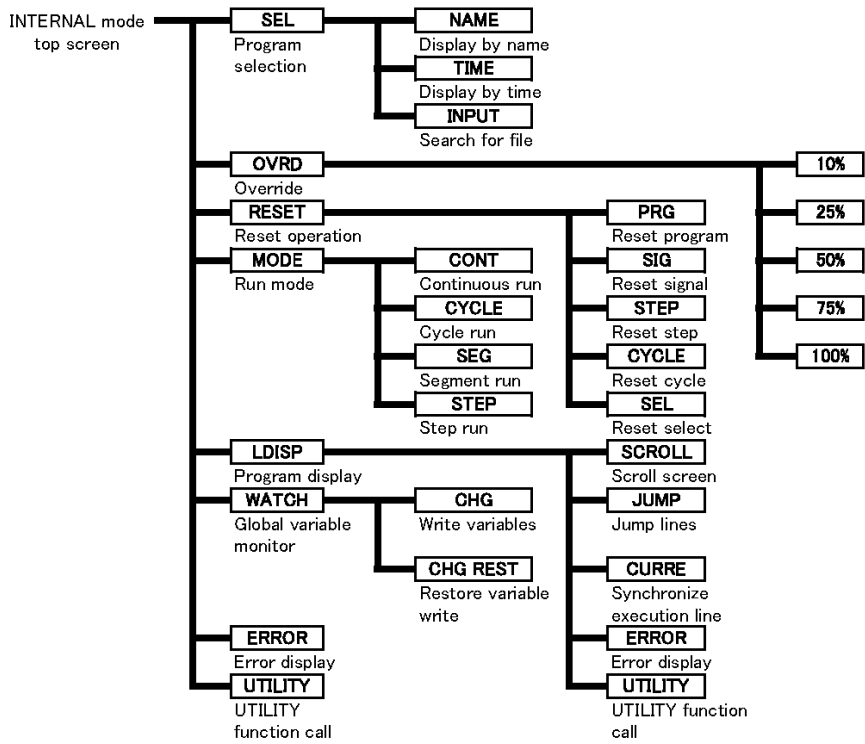 INTERNAL mode
top screen
SEL
Program
selection
NAME
Display by name
TIME
Display by time
INPUT
Search for file
OVRD
Override
10%
25%
50%
75%
100%
RESET
Reset operation
PRG
Reset program
SIG
Reset signal
STEP
Reset step
CYCLE
Reset cycle
SEL
Reset select
MODE
Run mode
CONT
Continuous run
CYCLE
Cycle run
SEG
Segment run
STEP
Step run
LDISP
Program display
SCROLL
Scroll screen
JUMP
Jump lines
CURRE
Synchronize
execution line
ERROR
Error display
UTILITY
UTILITY function
call
WATCH
Global variable
monitor
CHG
Write variables
CHG REST
Restore variable
write
ERROR
Error display
UTILITY
UTILITY
function call